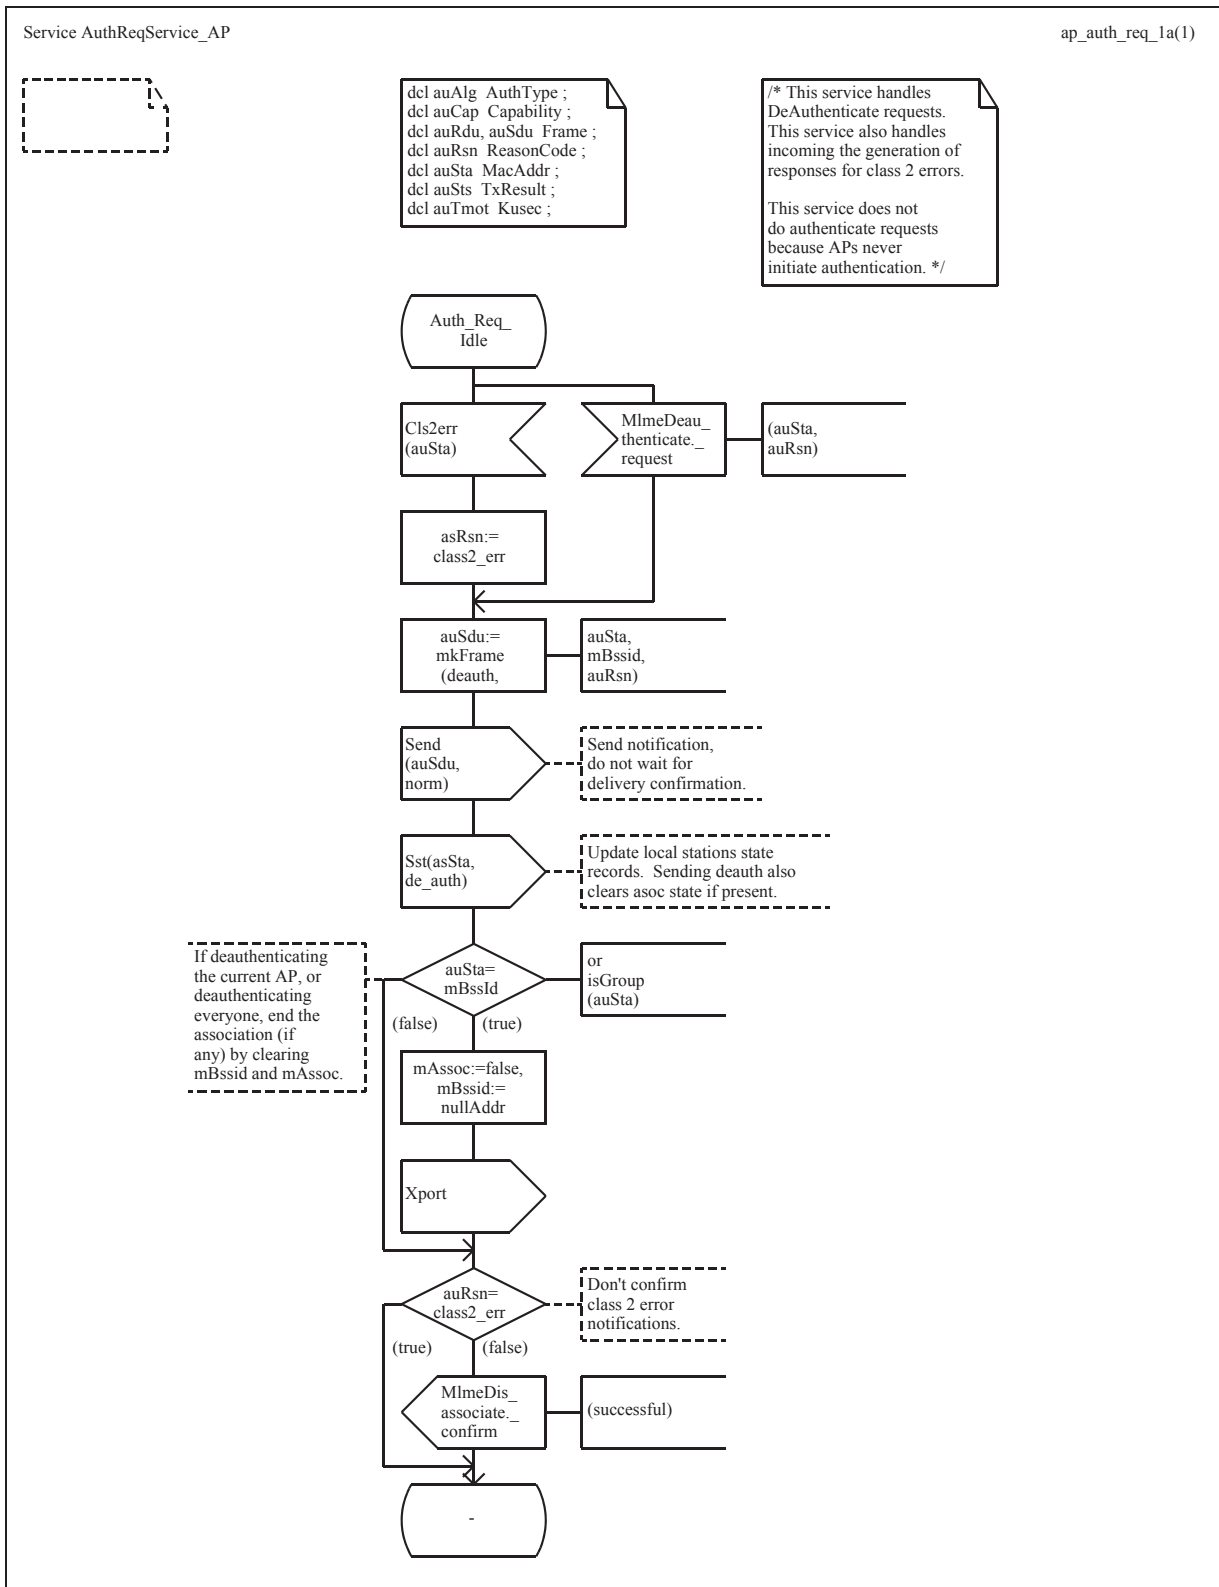 Service AuthReqService_AP
ap_auth_req_1a(1)
dcl auAlg AuthType ;
dcl auCap Capability ;
dcl auRdu, auSdu Frame ;
dcl auRsn ReasonCode ;
dcl auSta MacAddr ;
dcl auSts TxResult ;
dcl auTmot Kusec ;
/* This service handles
DeAuthenticate requests.
This service also handles
incoming the generation of
responses for class 2 errors.
This service does not
do authenticate requests
because APs never
initiate authentication. */
Auth_Req_
Idle
Cls2err
(auSta)
MlmeDeau_
thenticate._
request
(auSta,
auRsn)
asRsn:=
class2_err
auSdu:=
mkFrame
(deauth,
auSta,
mBssid,
auRsn)
Send
(auSdu,
norm)
Send notification,
do not wait for
delivery confirmation.
Sst(asSta,
de_auth)
Update local stations state
records. Sending deauth also
clears asoc state if present.
If deauthenticating
the current AP, or
deauthenticating
everyone, end the
association (if
any) by clearing
mBssid and mAssoc.
auSta=
mBssId
or
isGroup
(auSta)
(false)
(true)
mAssoc:=false,
mBssid:=
nullAddr
Xport
auRsn=
class2_err
Don't confirm
class 2 error
notifications.
(true)
(false)
MlmeDis_
associate._
confirm
(successful)
-